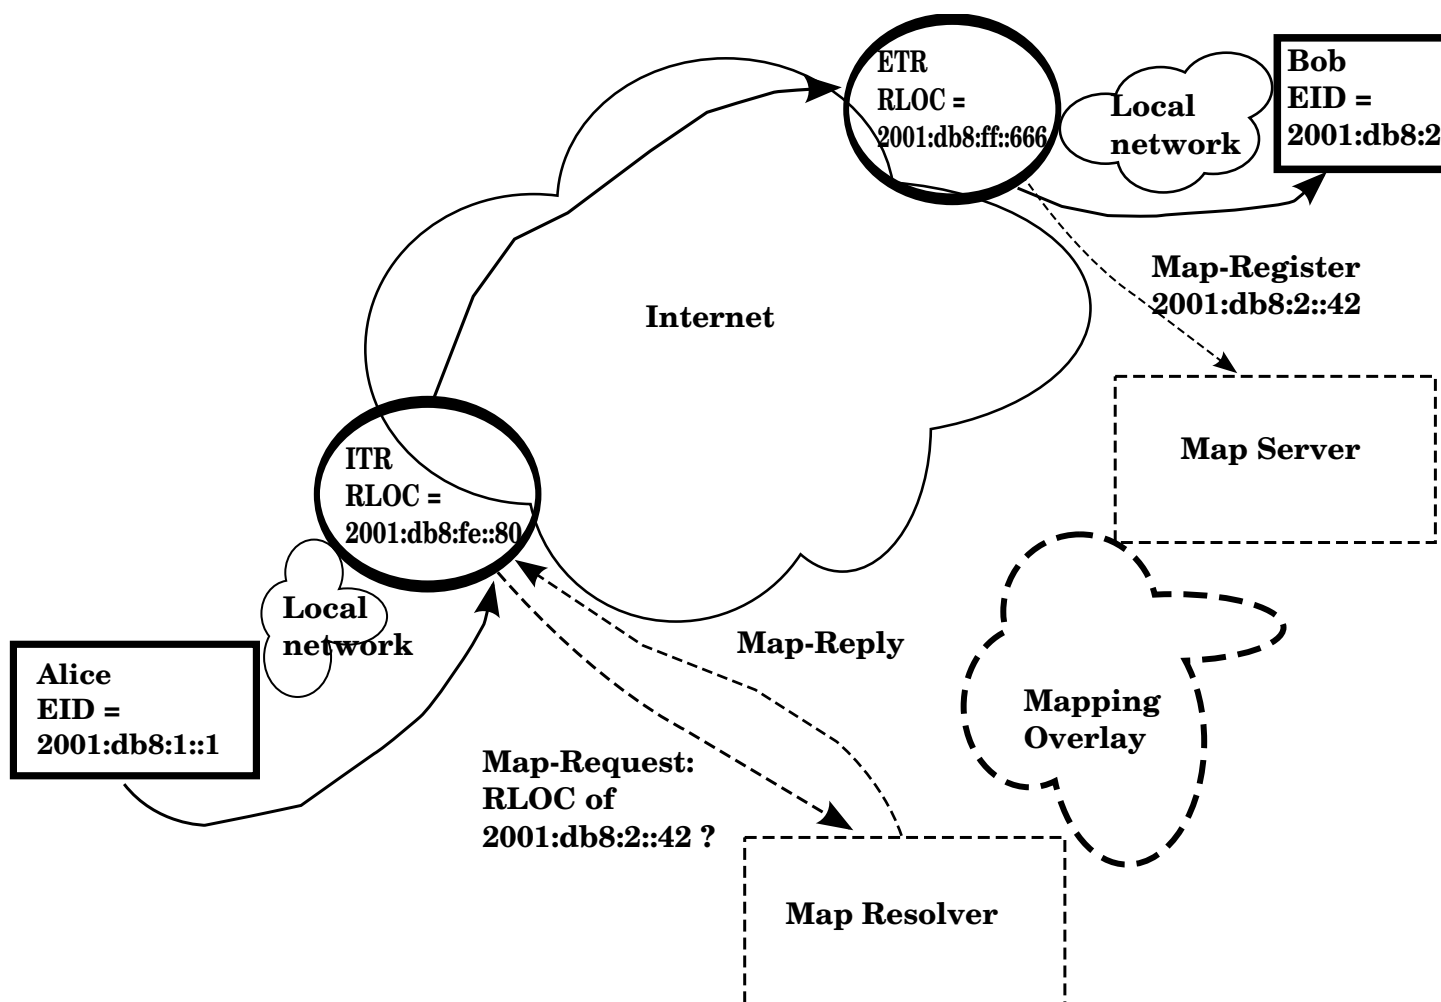 ETR
RLOC =
2001:db8:ff::666
Local
network
Bob
EID =
2001:db8:2
Map-Register
2001:db8:2::42
Internet
Map Server
ITR
RLOC =
2001:db8:fe::80
Local
network
Alice
EID =
2001:db8:1::1
Map-Reply
Mapping
Overlay
Map-Request:
RLOC of
2001:db8:2::42 ?
Map Resolver